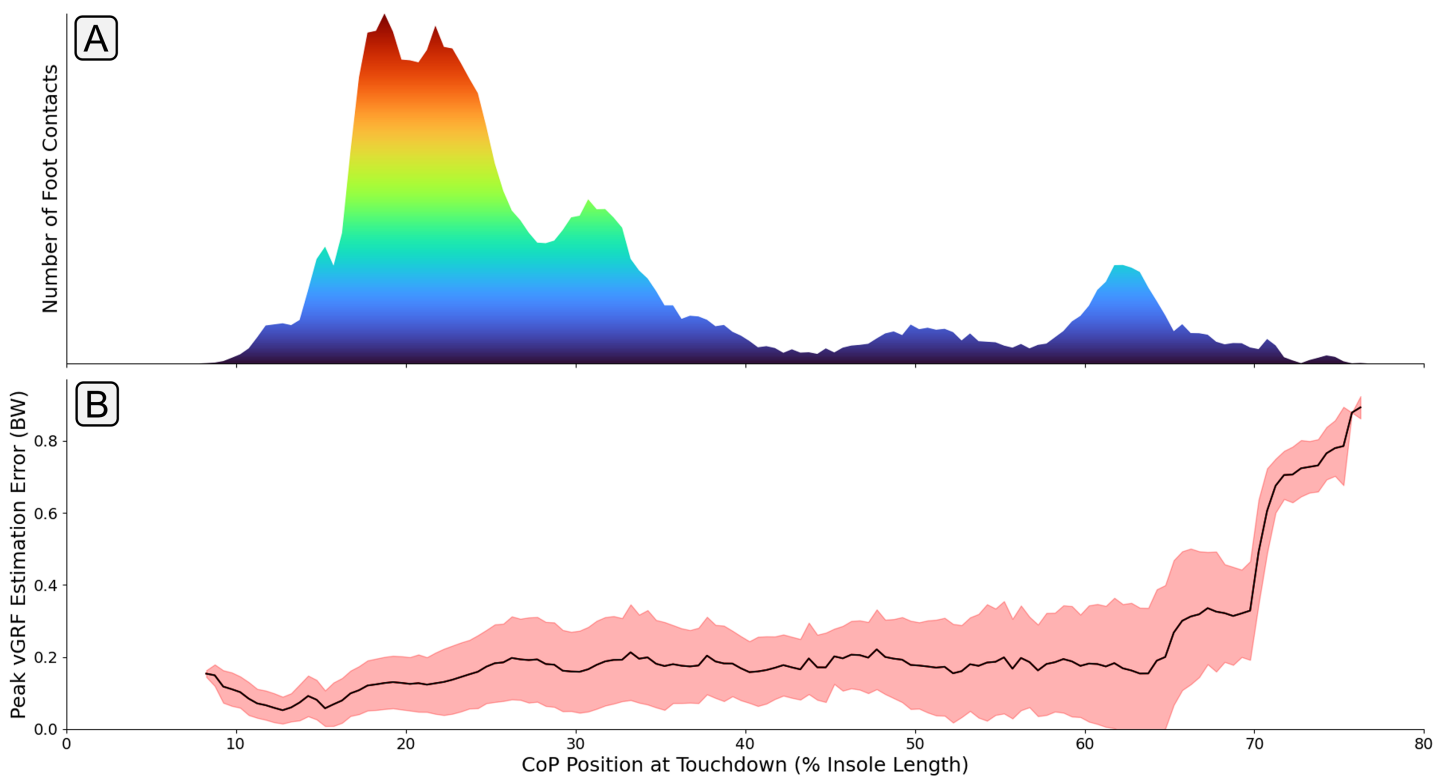 A
Number of Foot Contacts
B
Peak vGRF Estimation Error (BW)
0.8
0.6
0.4
0.2
0.0
0 10 20 30 40 50 60 70 80
CoP Position at Touchdown (% Insole Length)